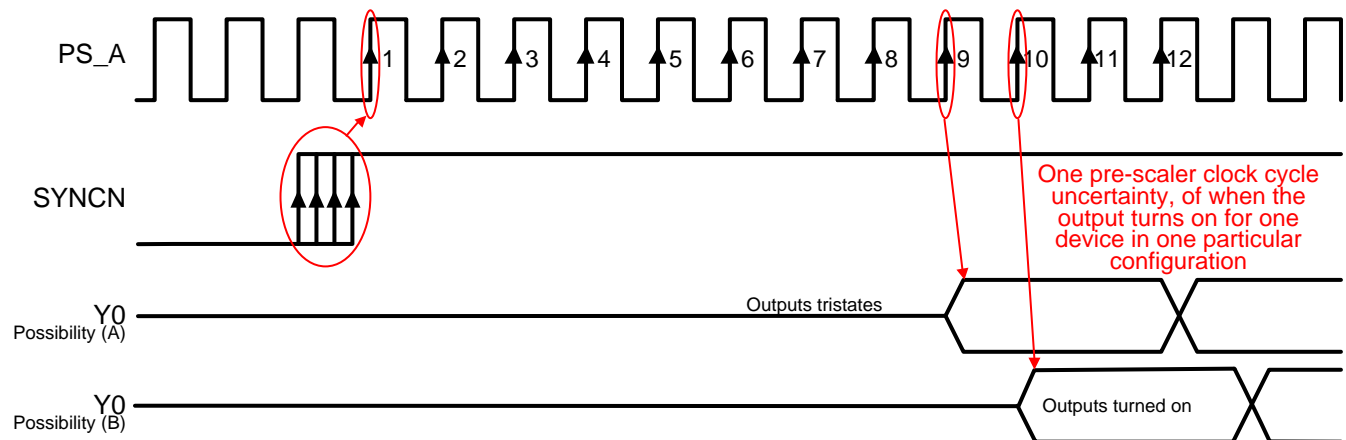 PS_A
1 2 3 4 5 6 7 8 9 10 11 12
SYNCN
One pre-scaler clock cycle
uncertainty, of when the
output turns on for one
device in one particular
configuration
Outputs tristates
Y0
Possibility (A)
Y0
Possibility (B)
Outputs turned on